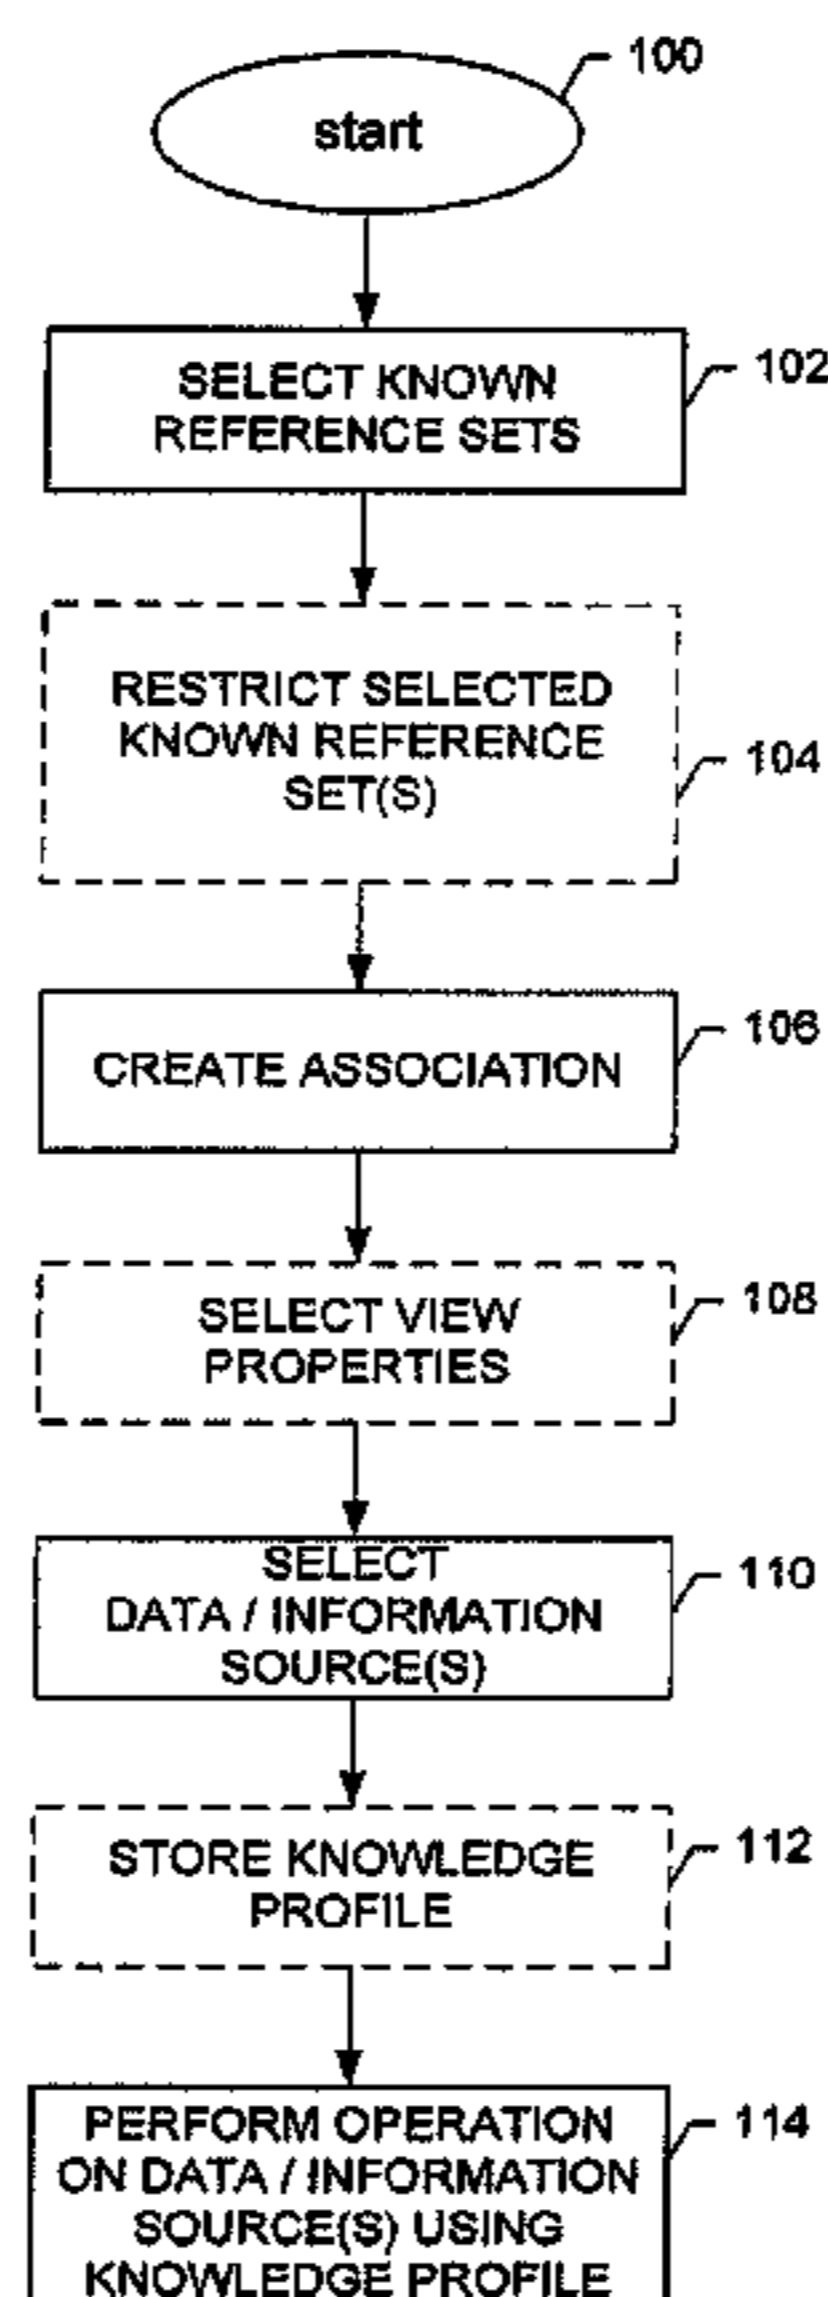 100
start
SELECT KNOWN
REFERENCE SETS
102
RESTRICT SELECTED
KNOWN REFERENCE
SET(S)
104
CREATE ASSOCIATION
106
SELECT VIEW
PROPERTIES
108
SELECT
DATA / INFORMATION
SOURCE(S)
110
STORE KNOWLEDGE
PROFILE
112
PERFORM OPERATION
ON DATA / INFORMATION
SOURCE(S) USING
KNOWLEDGE PROFILE
114